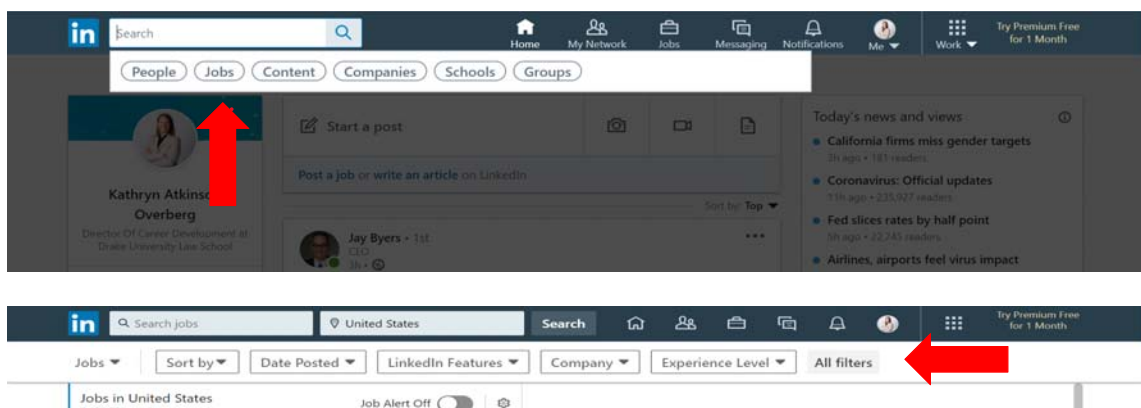 in Search Home My Network Jobs Messaging Notifications Me Work Try Premium Free
for 1 Month
People Jobs Content Companies Schools Groups
Start a post
Post a job or write an article on LinkedIn
Sort by: Top
Kathryn Atkinson
Overberg
Director Of Career Development at
Drake University Law School
Jay Byers • 1st
CEO
3h •
Today's news and views
California firms miss gender targets
3h ago • 181 readers
Coronavirus: Official updates
11h ago • 235,927 readers
Fed slices rates by half point
5h ago • 22,745 readers
Airlines, airports feel virus impact
in Search jobs United States Search Try Premium Free
for 1 Month
Jobs Sort by Date Posted LinkedIn Features Company Experience Level All filters
Jobs in United States Job Alert Off